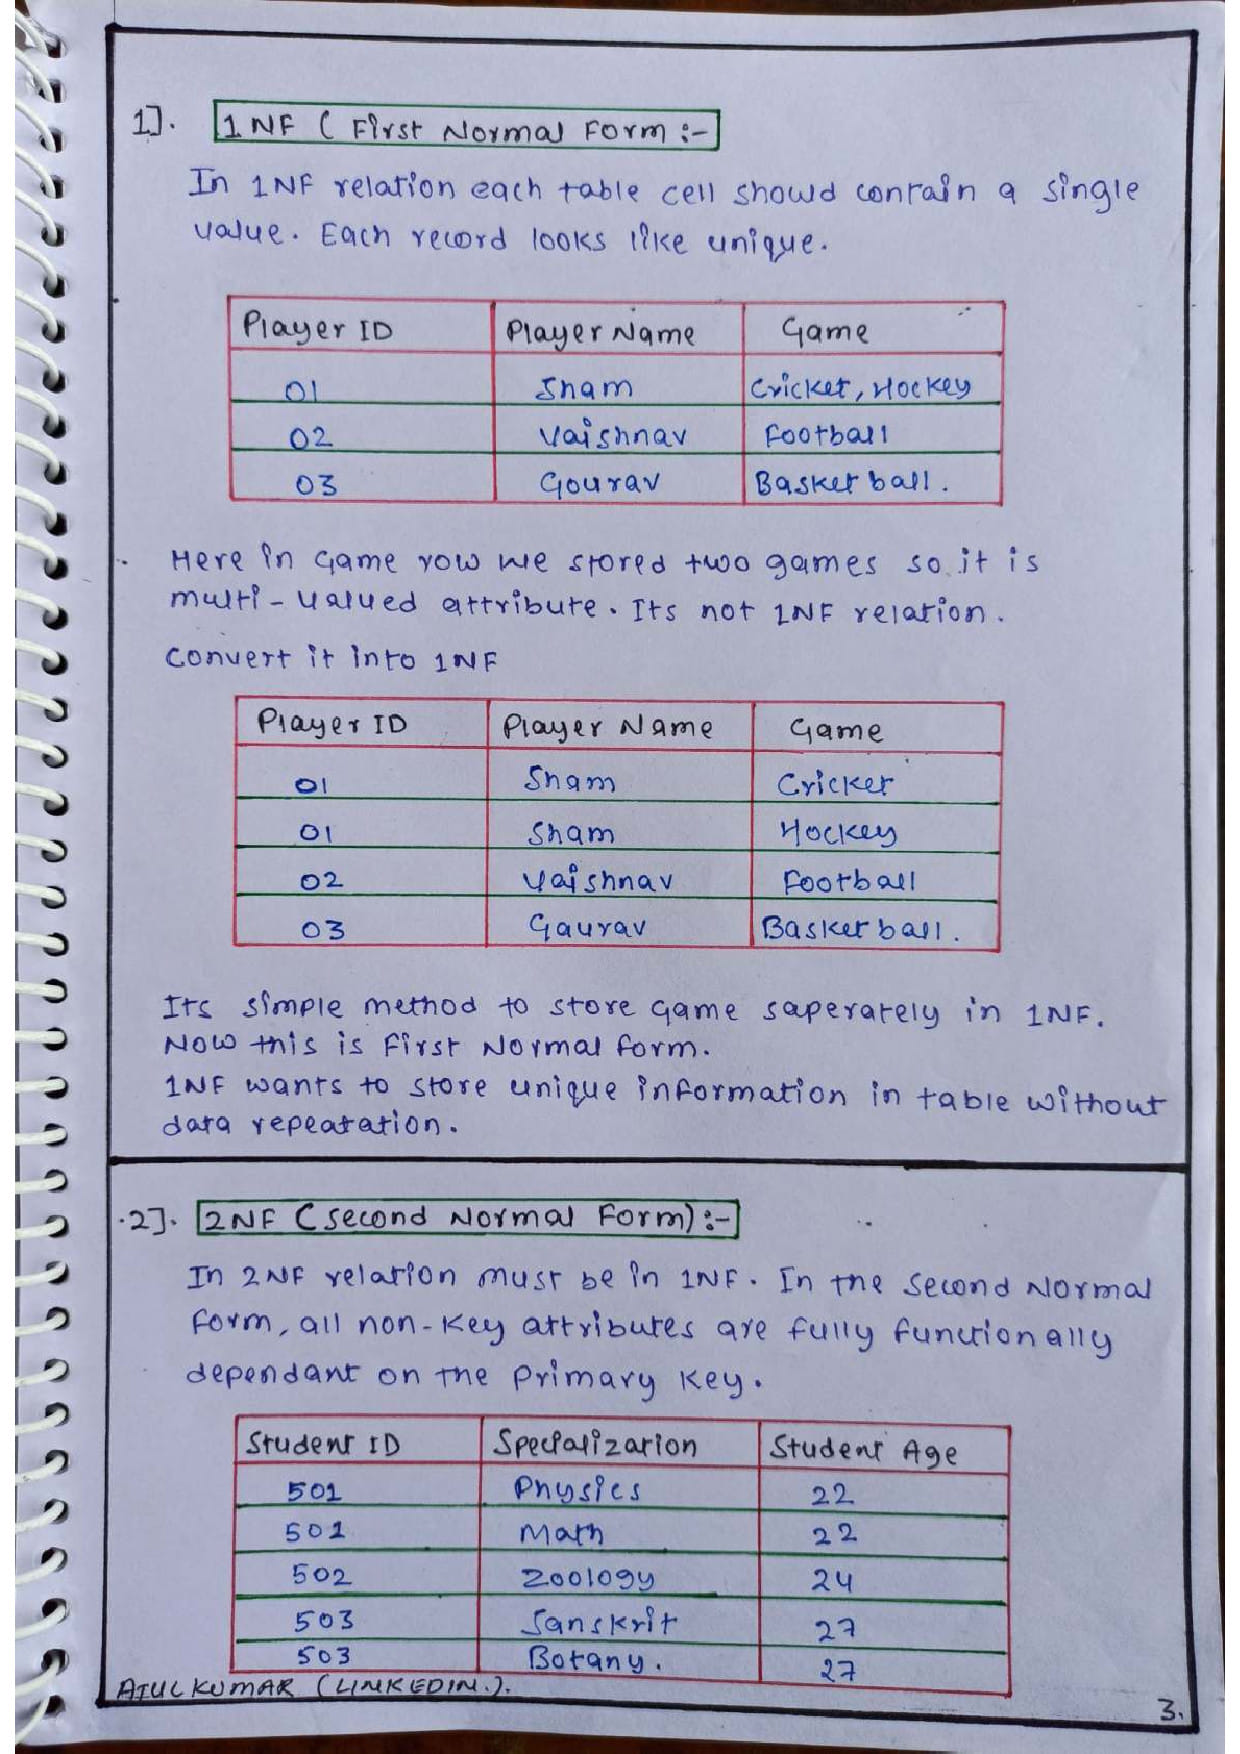 1]. 1NF ( First Normal Form :-
In 1NF relation each table cell should contain a single
value. Each record looks like unique.
Player ID Player Name Game
01 Sham Cricket, Hockey
02 Vaishnav Football
03 Gourav Basket ball.
Here in Game row we stored two games so it is
multi-valued attribute. Its not 1NF relation.
Convert it into 1NF
Player ID Player Name Game
01 Sham Cricket
01 Sham Hockey
02 Vaishnav Football
03 Gaurav Basket ball.
Its simple method to store game saperately in 1NF.
Now this is First Normal form.
1NF wants to store unique information in table without
data repeatation.
2]. 2NF (Second Normal Form) :-
In 2NF relation must be in 1NF. In the Second Normal
form, all non-key attributes are fully functionally
dependant on the primary key.
Student ID Specialization Student Age
501 Physics 22
501 Math 22
502 Zoology 24
503 Sanskrit 27
503 Botany. 27
ATUL KUMAR (LINKEDIN.).
3.